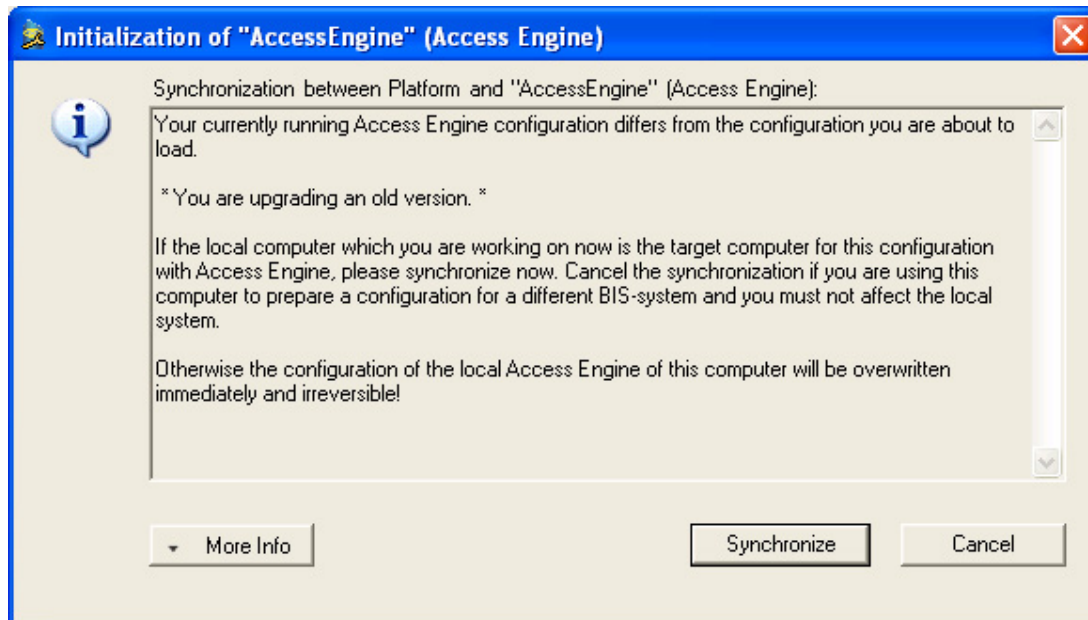 Initialization of "AccessEngine" (Access Engine)
Synchronization between Platform and "AccessEngine" (Access Engine):
Your currently running Access Engine configuration differs from the configuration you are about to
load.
* You are upgrading an old version. *
If the local computer which you are working on now is the target computer for this configuration
with Access Engine, please synchronize now. Cancel the synchronization if you are using this
computer to prepare a configuration for a different BIS-system and you must not affect the local
system.
Otherwise the configuration of the local Access Engine of this computer will be overwritten
immediately and irreversible!
More Info
Synchronize
Cancel